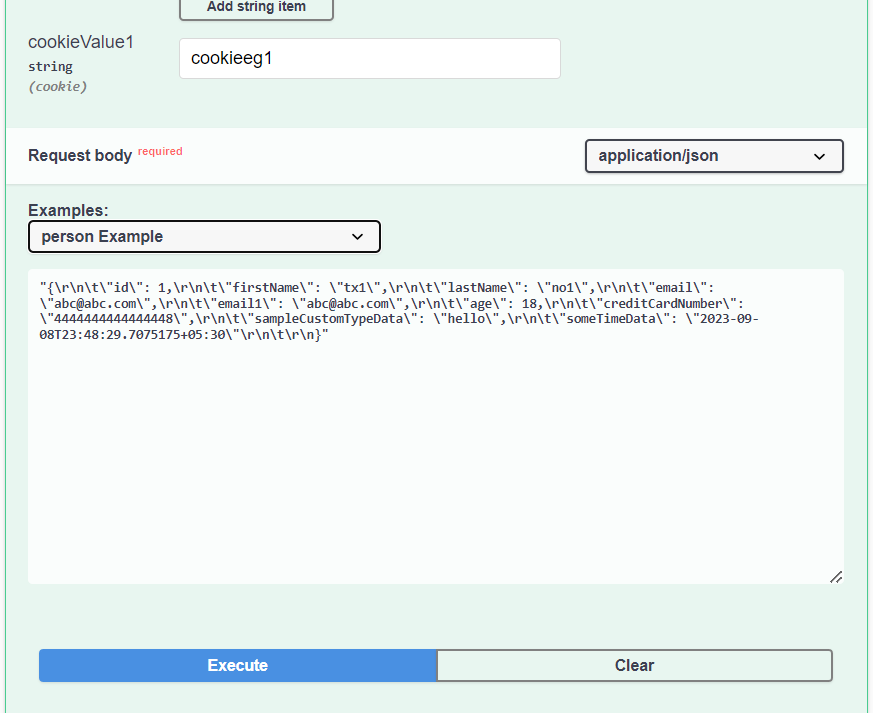 Add string item
cookieValue1
string
(cookie)
cookieeg1
Request body required
application/json
Examples:
person Example
"{\r\n\t\"id\": 1,\r\n\t\"firstName\": \"tx1\",\r\n\t\"lastName\": \"no1\",\r\n\t\"email\":
\"abc@abc.com\",\r\n\t\"email1\": \"abc@abc.com\",\r\n\t\"age\": 18,\r\n\t\"creditCardNumber\":
\"4444444444444448\",\r\n\t\"sampleCustomTypeData\": \"hello\",\r\n\t\"someTimeData\": \"2023-09-
08T23:48:29.7075175+05:30\"\r\n\t\r\n}"
Execute
Clear